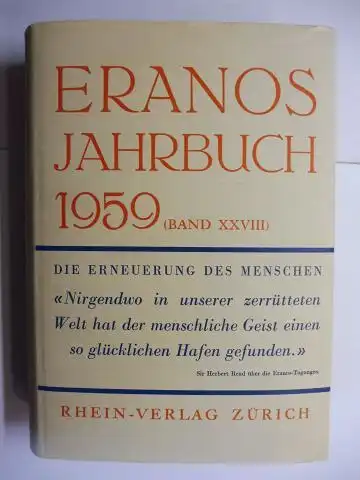 ERANOS
JAHRBUCH
1959 (BAND XXVIII)
DIE ERNEUERUNG DES MENSCHEN
«Nirgendwo in unserer zerrütteten
Welt hat der menschliche Geist einen
so glücklichen Hafen gefunden.»
Sir Herbert Read über die Eranos-Tagungen
RHEIN-VERLAG ZÜRICH